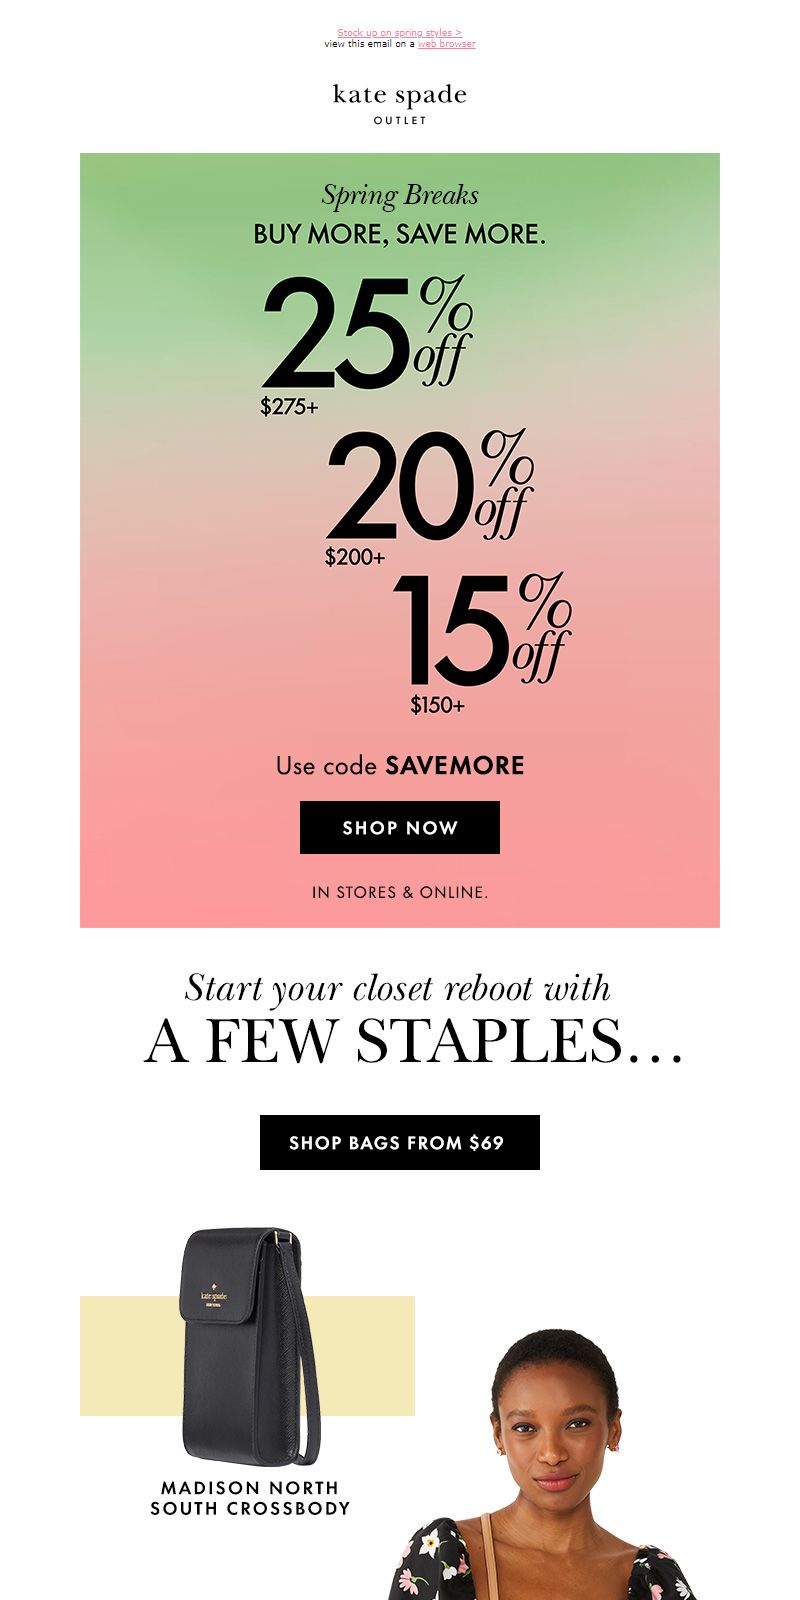 Stock up on spring styles >
view this email on a web browser
kate spade
OUTLET
Spring Breaks
BUY MORE, SAVE MORE.
25% off
$275+
20% off
$200+
15% off
$150+
Use code SAVEMORE
SHOP NOW
IN STORES & ONLINE.
Start your closet reboot with
A FEW STAPLES...
SHOP BAGS FROM $69
kate spade
MADISON NORTH
SOUTH CROSSBODY